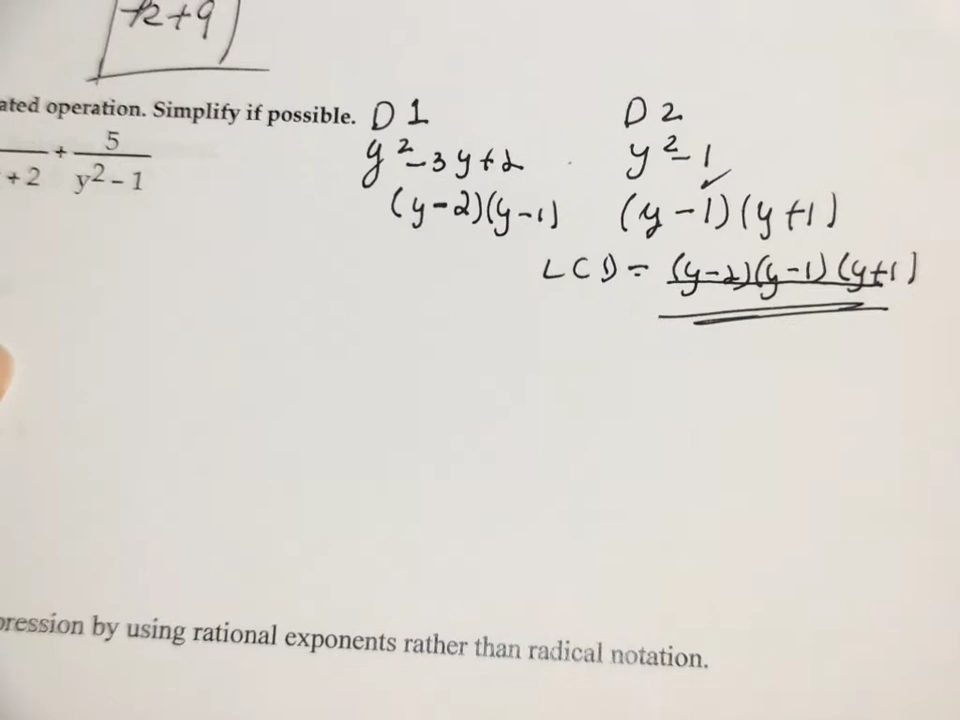 k+9
ated operation. Simplify if possible. D 1 D 2
+ 5
+ 2 y² - 1
y² - 3y + 2 y² - 1
(y-2)(y-1) (y-1)(y+1)
LCD = (y-2)(y-1)(y+1)
pression by using rational exponents rather than radical notation.